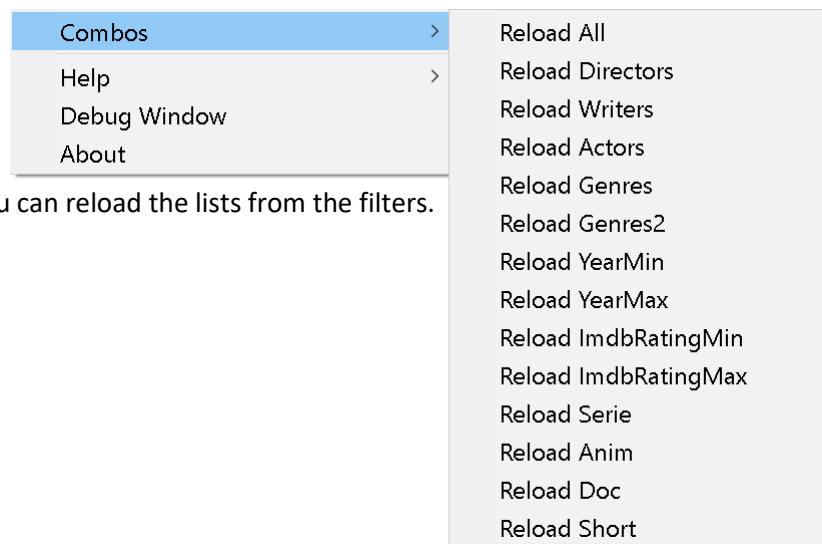 Combos
Help
Debug Window
About
u can reload the lists from the filters.
Reload All
Reload Directors
Reload Writers
Reload Actors
Reload Genres
Reload Genres2
Reload YearMin
Reload YearMax
Reload ImdbRatingMin
Reload ImdbRatingMax
Reload Serie
Reload Anim
Reload Doc
Reload Short